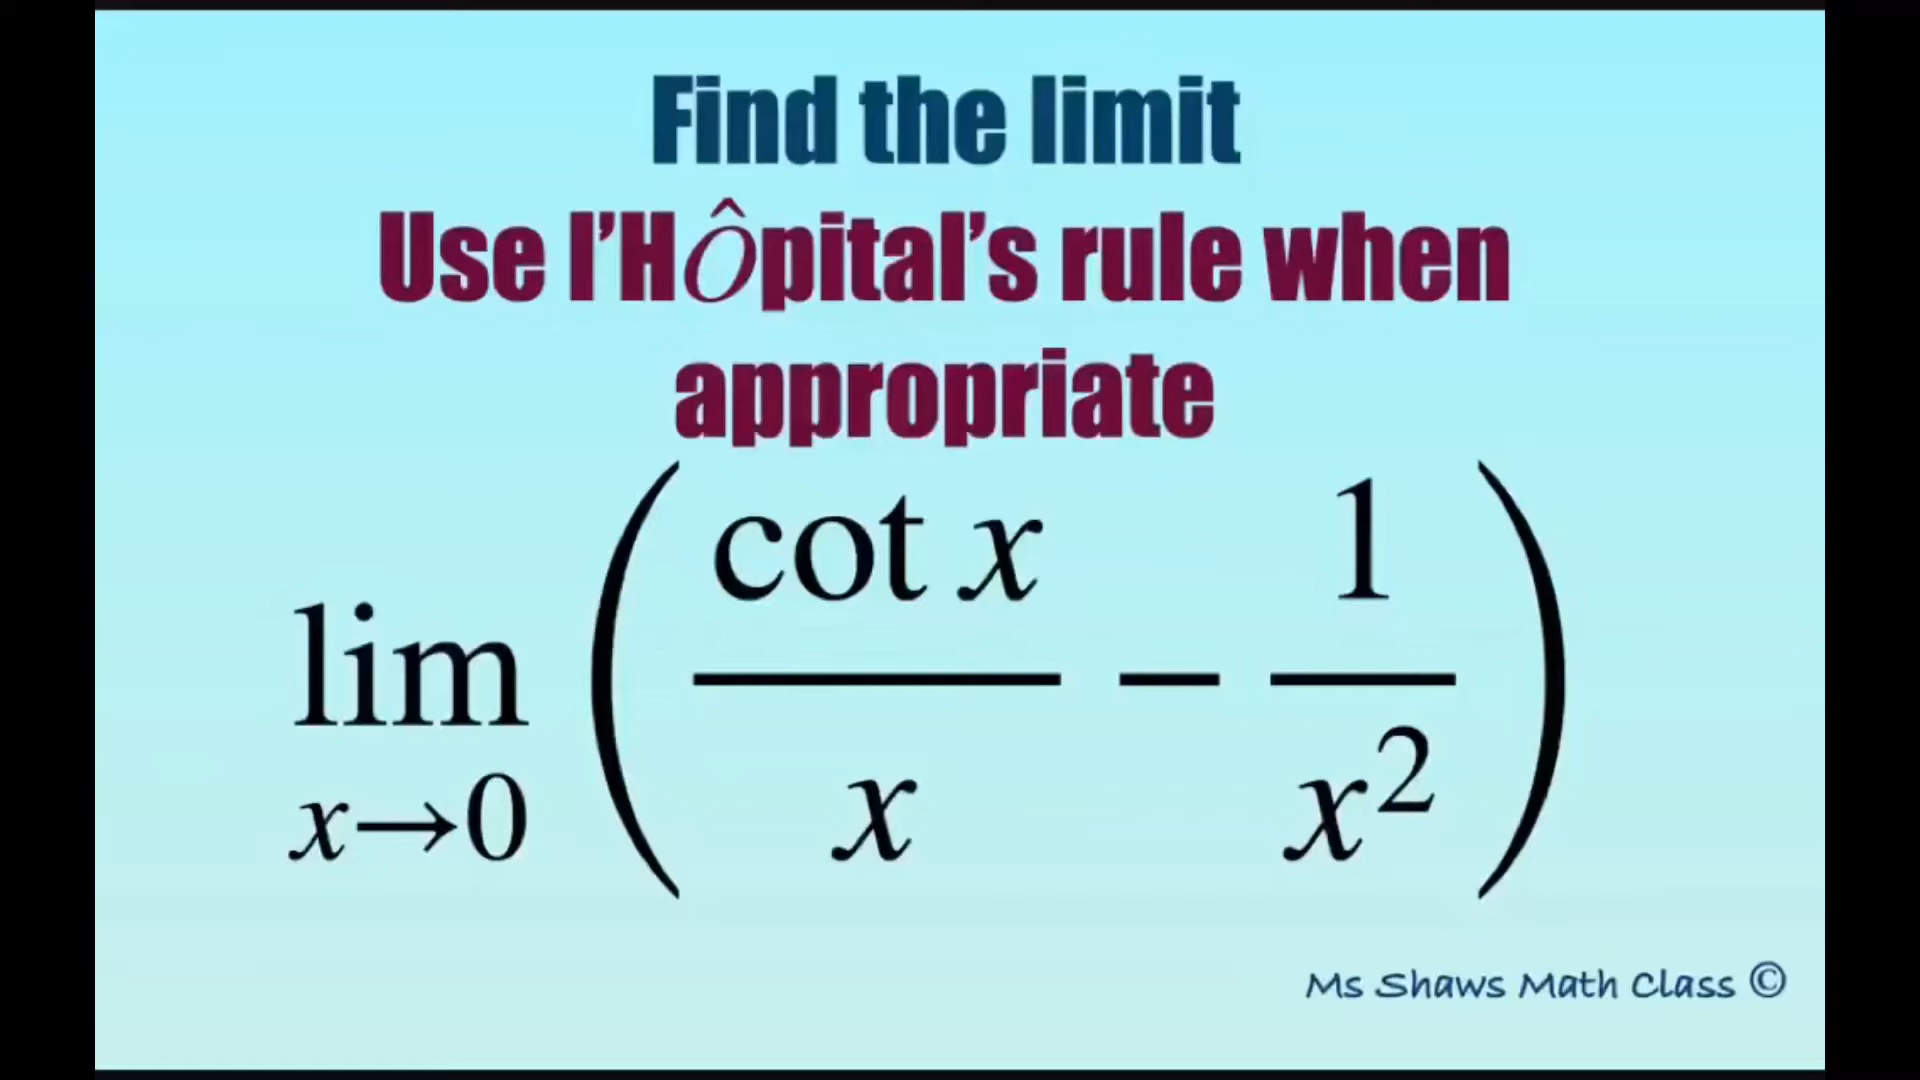 Find the limit
Use l’Hôpital’s rule when
appropriate
lim x→0 ( cot x / x − 1 / x² )
Ms Shaws Math Class ©